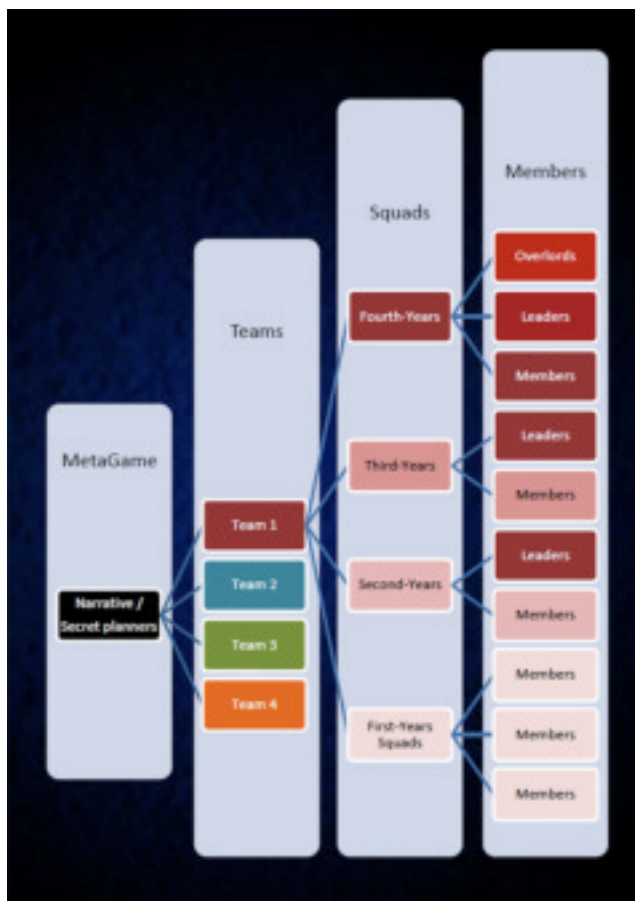 MetaGame
Narrative /
Secret planners
Teams
Team 1
Team 2
Team 3
Team 4
Squads
Fourth-Years
Third-Years
Second-Years
First-Years
Squads
Members
Overlords
Leaders
Members
Leaders
Members
Leaders
Members
Members
Members
Members